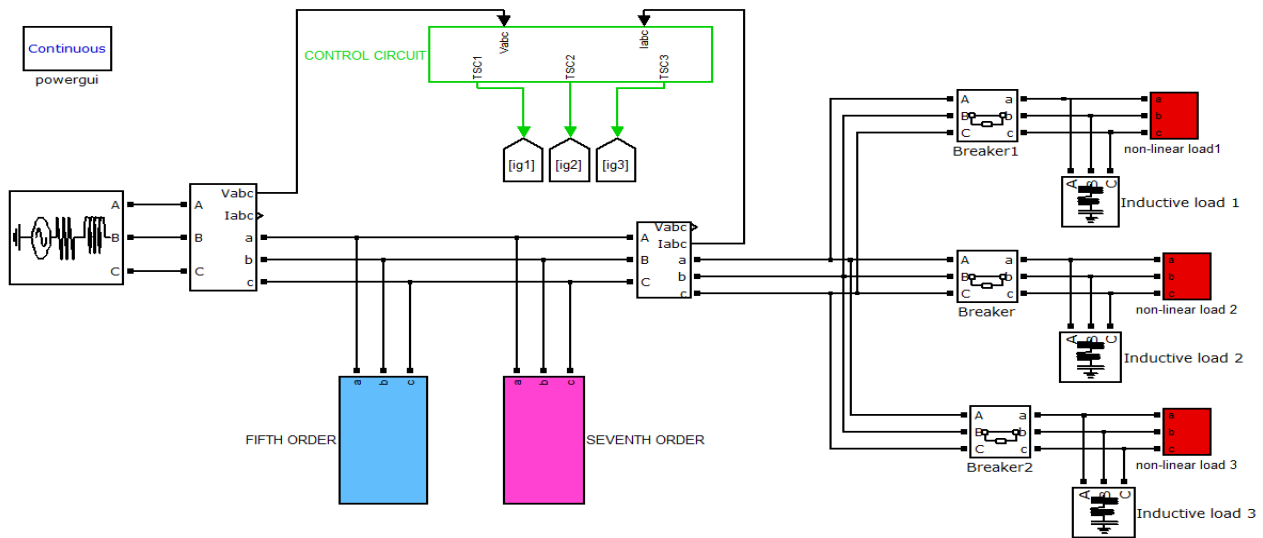 Continuous
powergui
CONTROL CIRCUIT
Vabc
Iabc
TSC1
TSC2
TSC3
[ig1]
[ig2]
[ig3]
A
B
C
A
B
C
Vabc
Iabc
a
b
c
A
B
C
Vabc
Iabc
a
b
c
a
b
c
FIFTH ORDER
a
b
c
SEVENTH ORDER
A
B
C
a
b
c
Breaker1
a
b
c
non-linear load1
A
B
C
Inductive load 1
A
B
C
a
b
c
Breaker
a
b
c
non-linear load 2
A
B
C
Inductive load 2
A
B
C
a
b
c
Breaker2
a
b
c
non-linear load 3
A
B
C
Inductive load 3